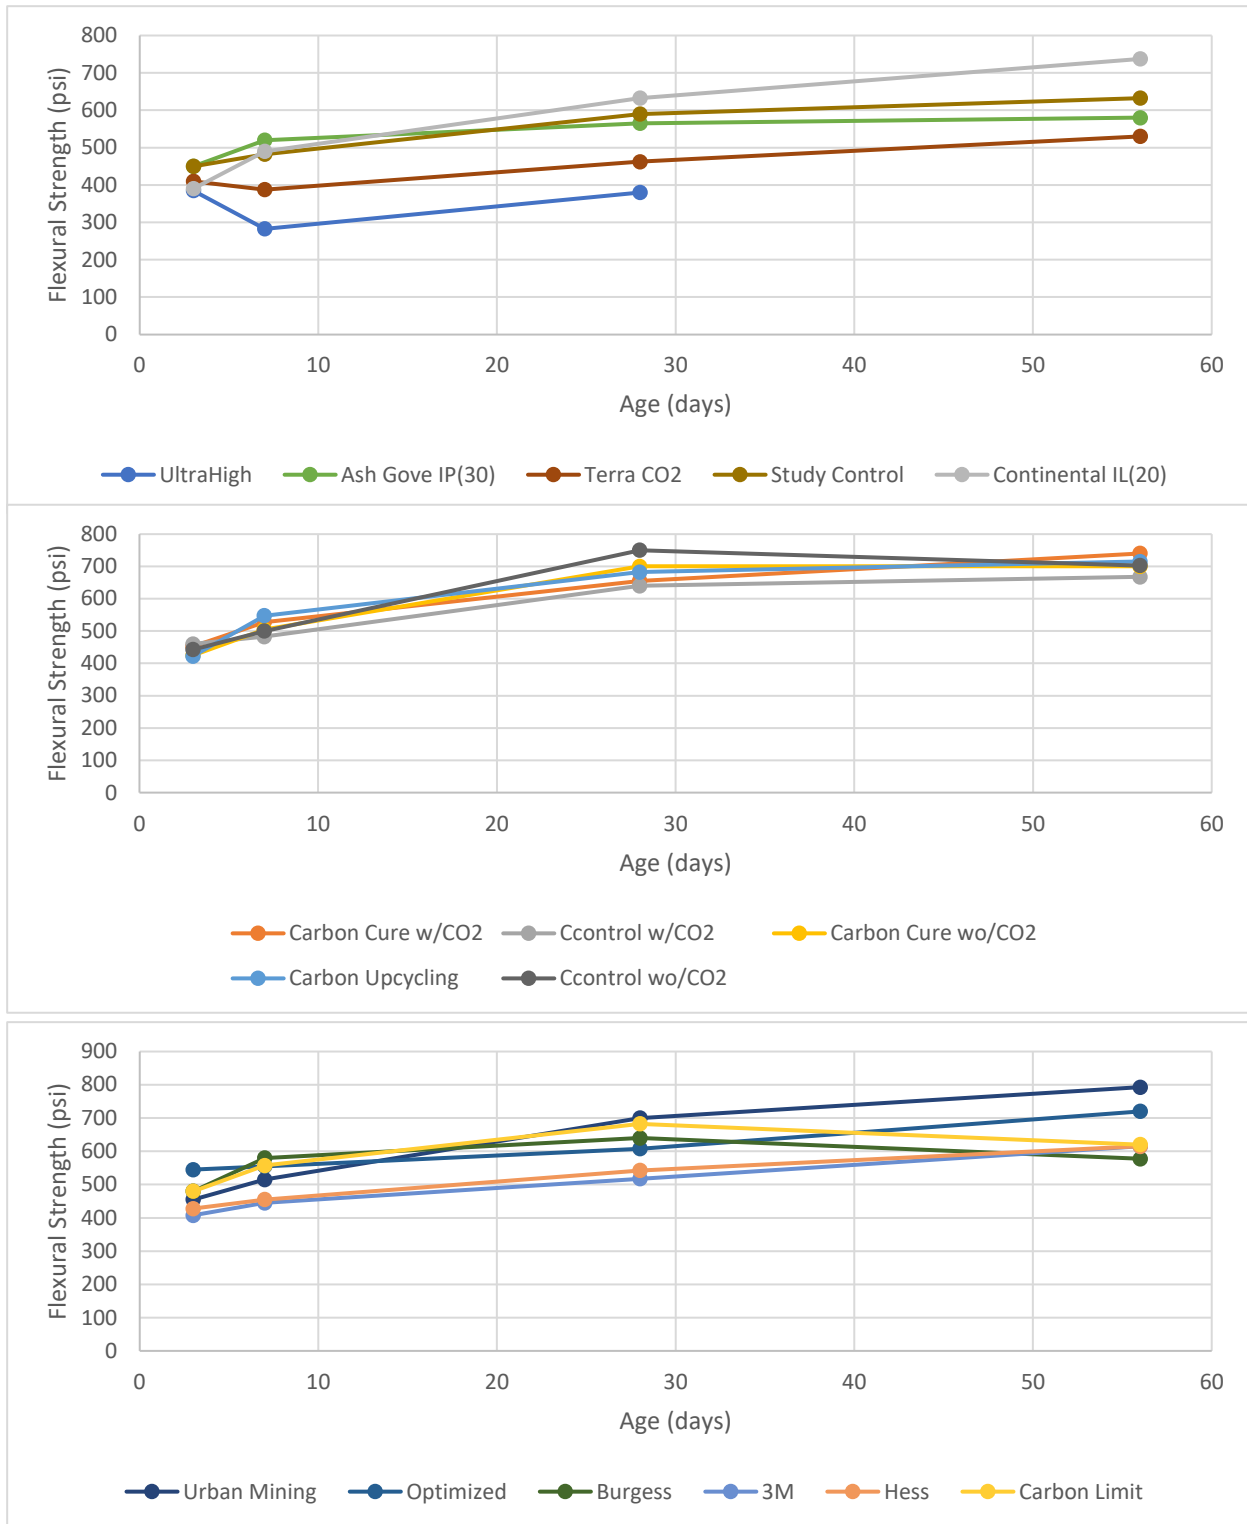 800
700
600
500
400
300
200
100
0
Flexural Strength (psi)
0 10 20 30 40 50 60
Age (days)
UltraHigh Ash Gove IP(30) Terra CO2 Study Control Continental IL(20)
800
700
600
500
400
300
200
100
0
Flexural Strength (psi)
0 10 20 30 40 50 60
Age (days)
Carbon Cure w/CO2 Ccontrol w/CO2 Carbon Cure wo/CO2
Carbon Upcycling Ccontrol wo/CO2
900
800
700
600
500
400
300
200
100
0
Flexural Strength (psi)
0 10 20 30 40 50 60
Age (days)
Urban Mining Optimized Burgess 3M Hess Carbon Limit